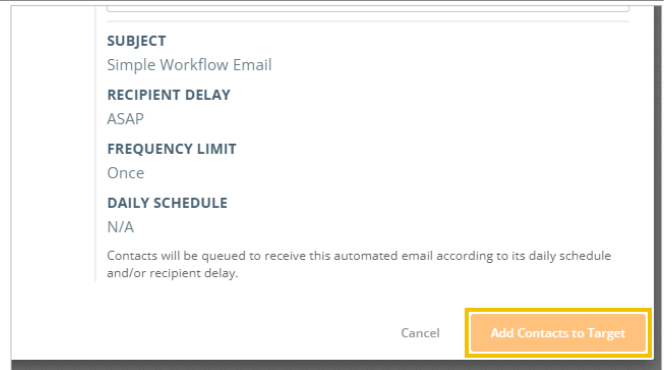 SUBJECT
Simple Workflow Email
RECIPIENT DELAY
ASAP
FREQUENCY LIMIT
Once
DAILY SCHEDULE
N/A
Contacts will be queued to receive this automated email according to its daily schedule
and/or recipient delay.
Cancel
Add Contacts to Target